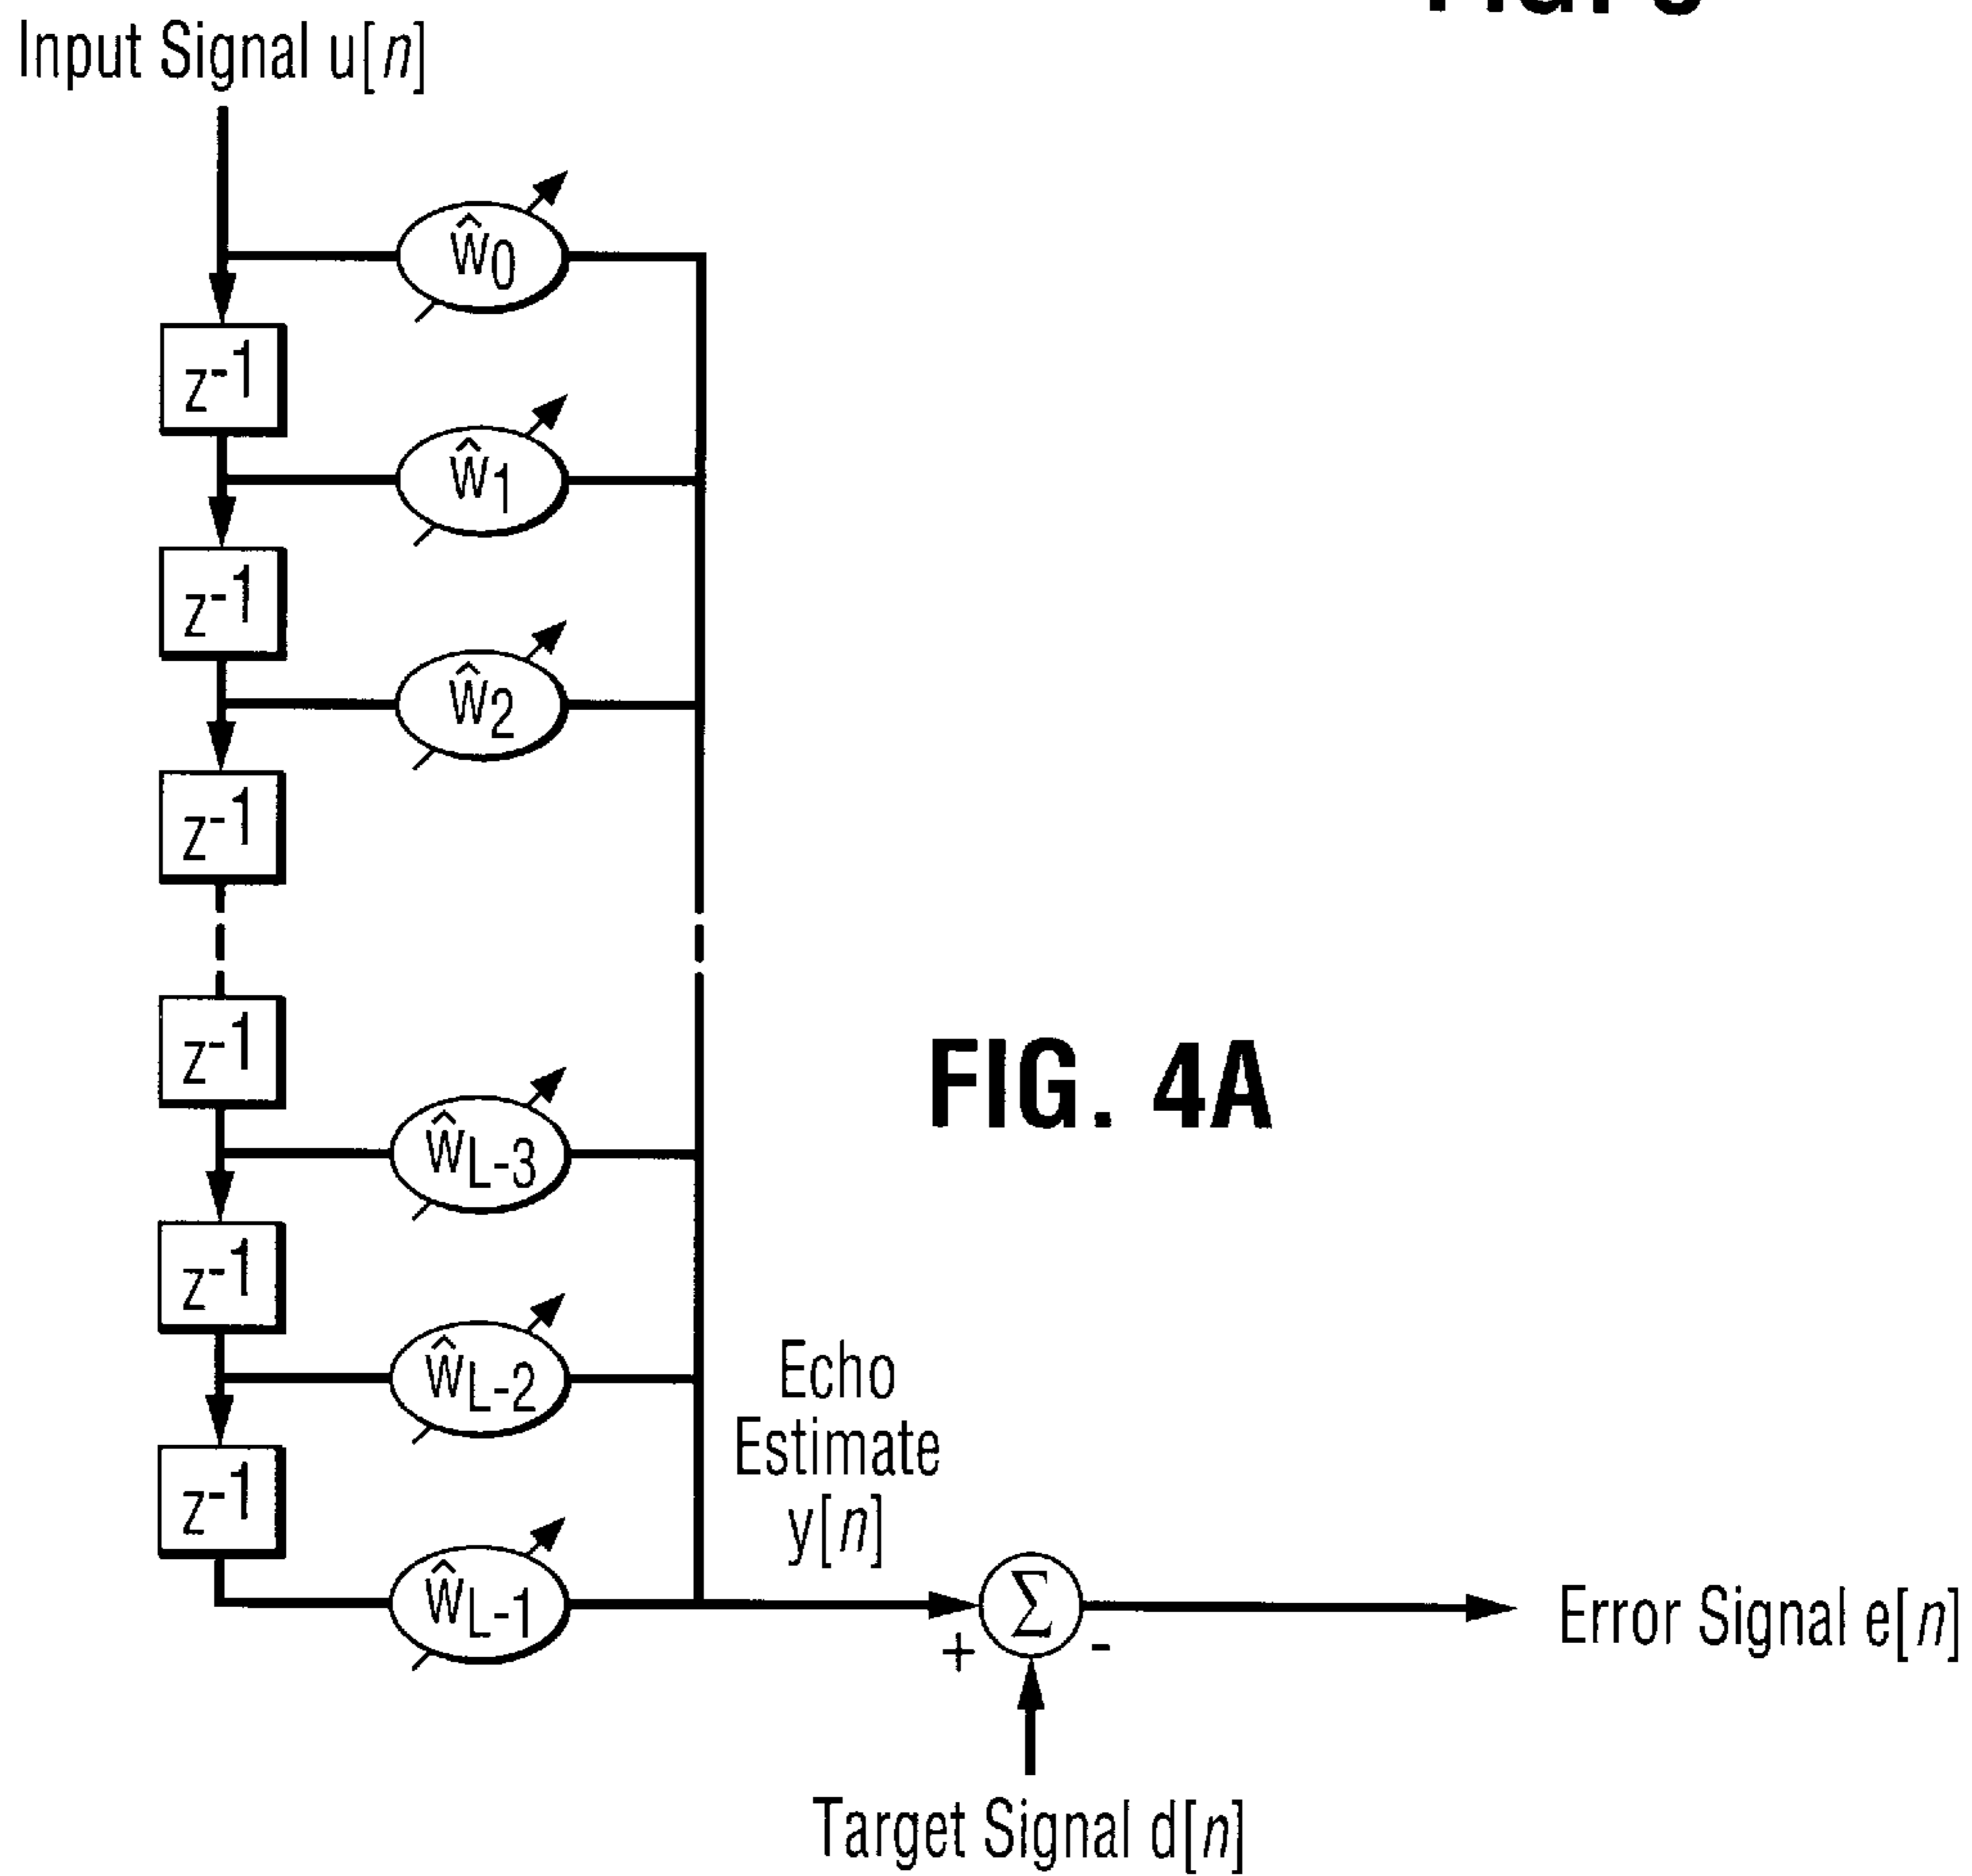 Input Signal u[n]
ŵ0
z-1
ŵ1
z-1
ŵ2
z-1
z-1
ŵL-3
FIG. 4A
z-1
ŵL-2
Echo
Estimate
y[n]
z-1
ŵL-1
Σ
+
-
Error Signal e[n]
Target Signal d[n]